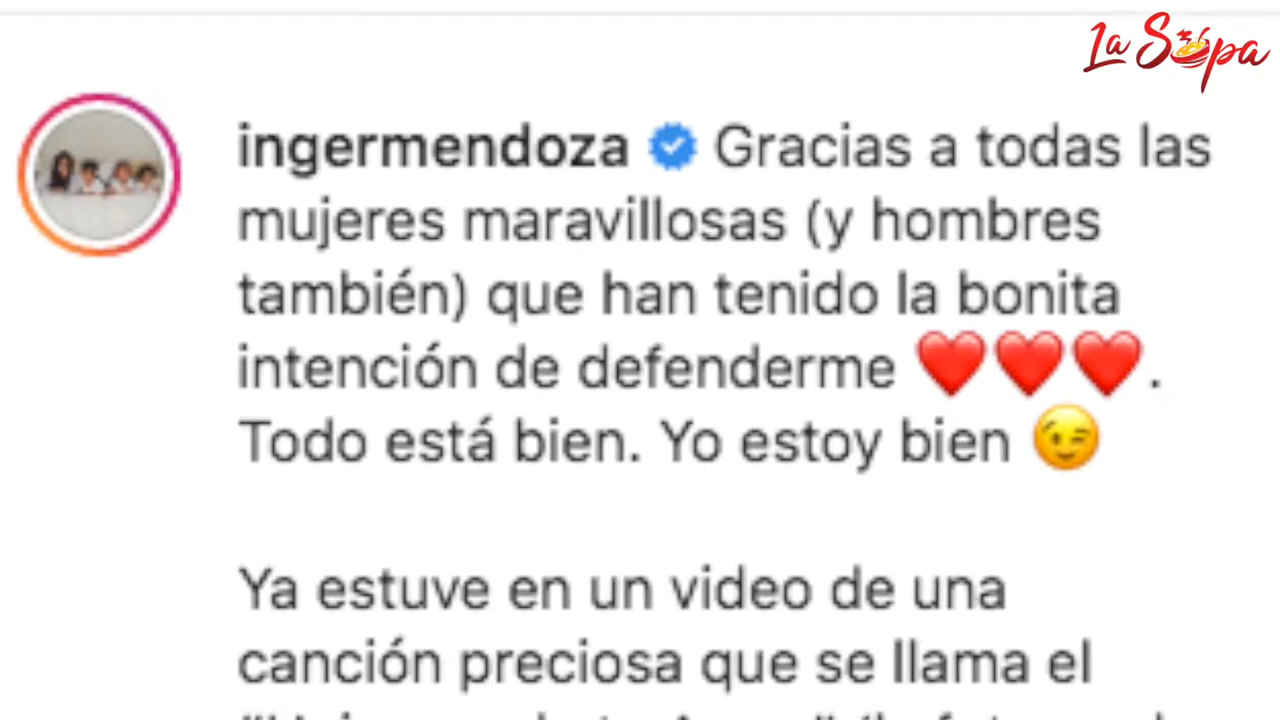 La Sopa
ingermendoza Gracias a todas las
mujeres maravillosas (y hombres
también) que han tenido la bonita
intención de defenderme ❤️❤️❤️.
Todo está bien. Yo estoy bien 😉
Ya estuve en un video de una
canción preciosa que se llama el